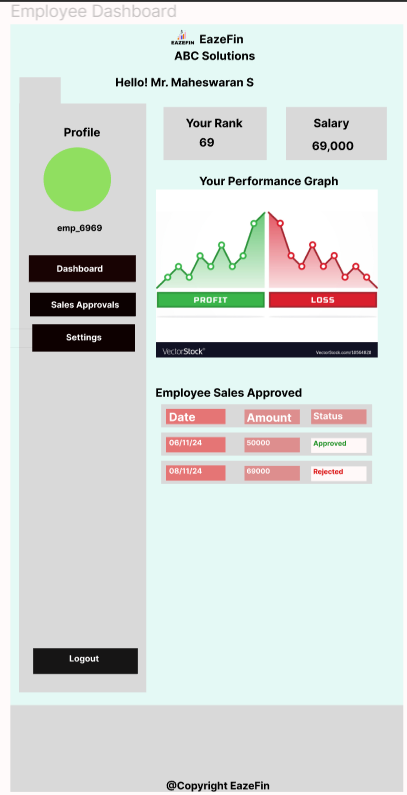 Employee Dashboard
EAZEFIN EazeFin
ABC Solutions
Hello! Mr. Maheswaran S
Profile
emp_6969
Dashboard
Sales Approvals
Settings
Logout
Your Rank
69
Salary
69,000
Your Performance Graph
PROFIT LOSS
VectorStock® VectorStock.com/10564828
Employee Sales Approved
Date Amount Status
06/11/24 50000 Approved
08/11/24 69000 Rejected
@Copyright EazeFin